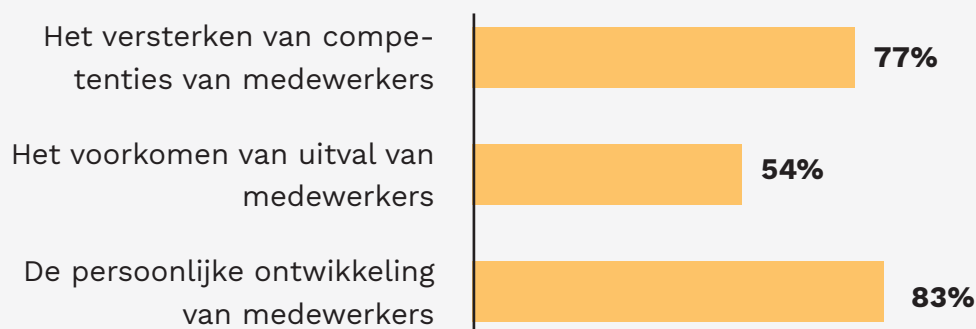 Het versterken van compe-
tenties van medewerkers
77%
Het voorkomen van uitval van
medewerkers
54%
De persoonlijke ontwikkeling
van medewerkers
83%